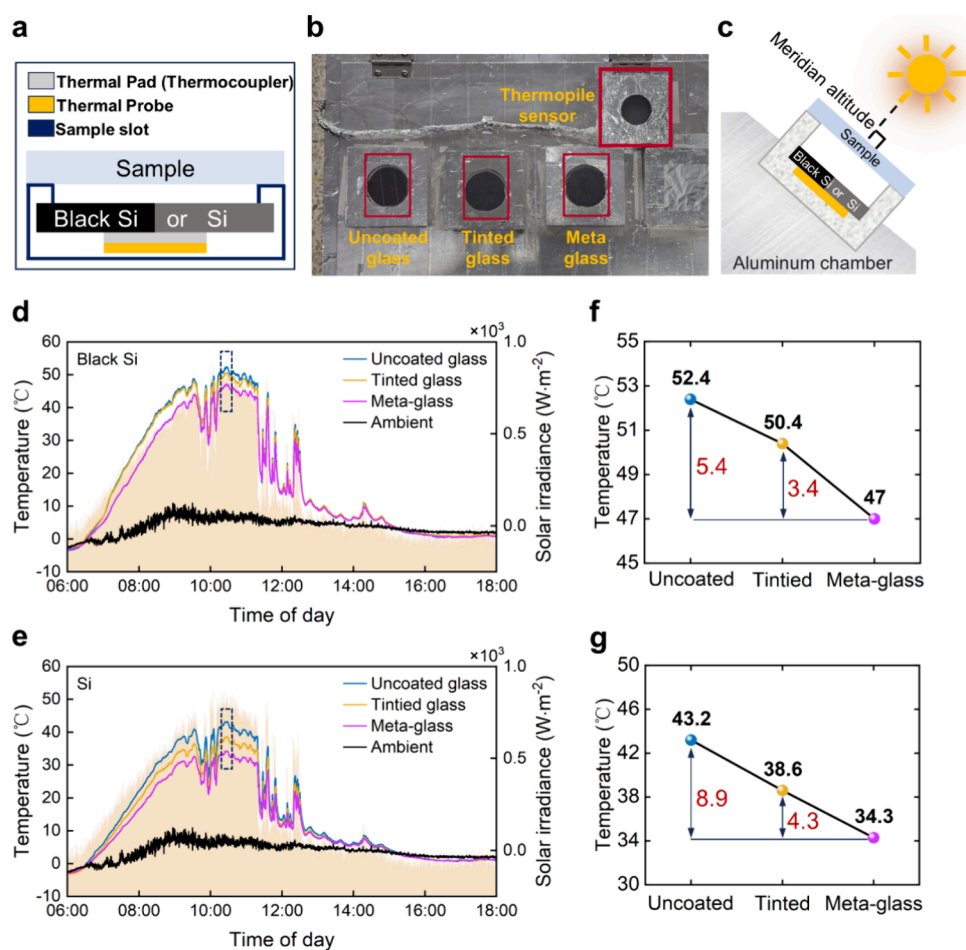 a
Thermal Pad (Thermocoupler)
Thermal Probe
Sample slot
Sample
Black Si or Si
b
Thermopile
sensor
Uncoated
glass
Tinted
glass
Meta
glass
c
Meridian altitude
Sample
Black Si or Si
Aluminum chamber
d
×10³
Black Si
Uncoated glass
Tinted glass
Meta-glass
Ambient
Temperature (℃)
60
50
40
30
20
10
0
-10
1.0
0.5
0.0
Solar irradiance (W·m⁻²)
06:00 08:00 10:00 12:00 14:00 16:00 18:00
Time of day
e
×10³
Si
Uncoated glass
Tintied glass
Meta-glass
Ambient
Temperature (℃)
60
50
40
30
20
10
0
-10
1.0
0.5
0.0
Solar irradiance (W·m⁻²)
06:00 08:00 10:00 12:00 14:00 16:00 18:00
Time of day
f
Temperature (℃)
55
53
51
49
47
45
52.4
50.4
47
5.4
3.4
Uncoated Tintied Meta-glass
g
Temperature (℃)
50
46
42
38
34
30
43.2
38.6
34.3
8.9
4.3
Uncoated Tinted Meta-glass